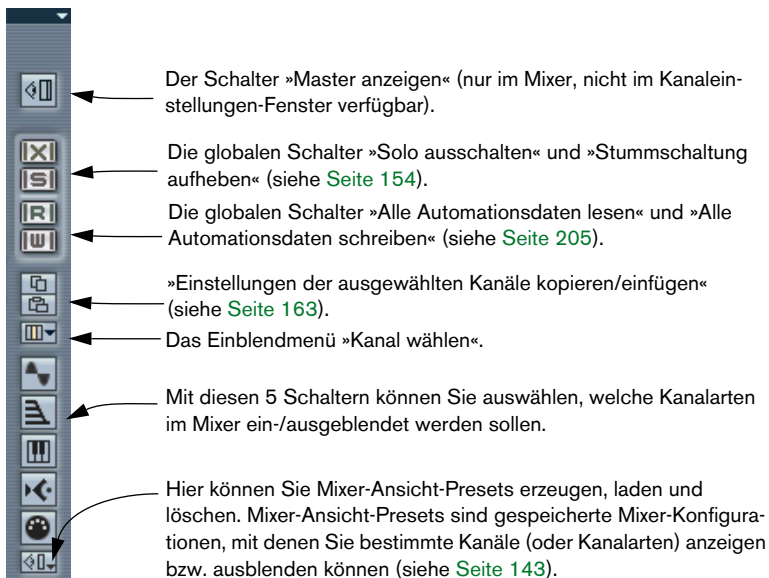 Der Schalter »Master anzeigen« (nur im Mixer, nicht im Kanalein-
stellungen-Fenster verfügbar).
X
S
Die globalen Schalter »Solo ausschalten« und »Stummschaltung
aufheben« (siehe Seite 154).
R
W
Die globalen Schalter »Alle Automationsdaten lesen« und »Alle
Automationsdaten schreiben« (siehe Seite 205).
»Einstellungen der ausgewählten Kanäle kopieren/einfügen«
(siehe Seite 163).
Das Einblendmenü »Kanal wählen«.
Mit diesen 5 Schaltern können Sie auswählen, welche Kanalarten
im Mixer ein-/ausgeblendet werden sollen.
Hier können Sie Mixer-Ansicht-Presets erzeugen, laden und
löschen. Mixer-Ansicht-Presets sind gespeicherte Mixer-Konfigura-
tionen, mit denen Sie bestimmte Kanäle (oder Kanalarten) anzeigen
bzw. ausblenden können (siehe Seite 143).